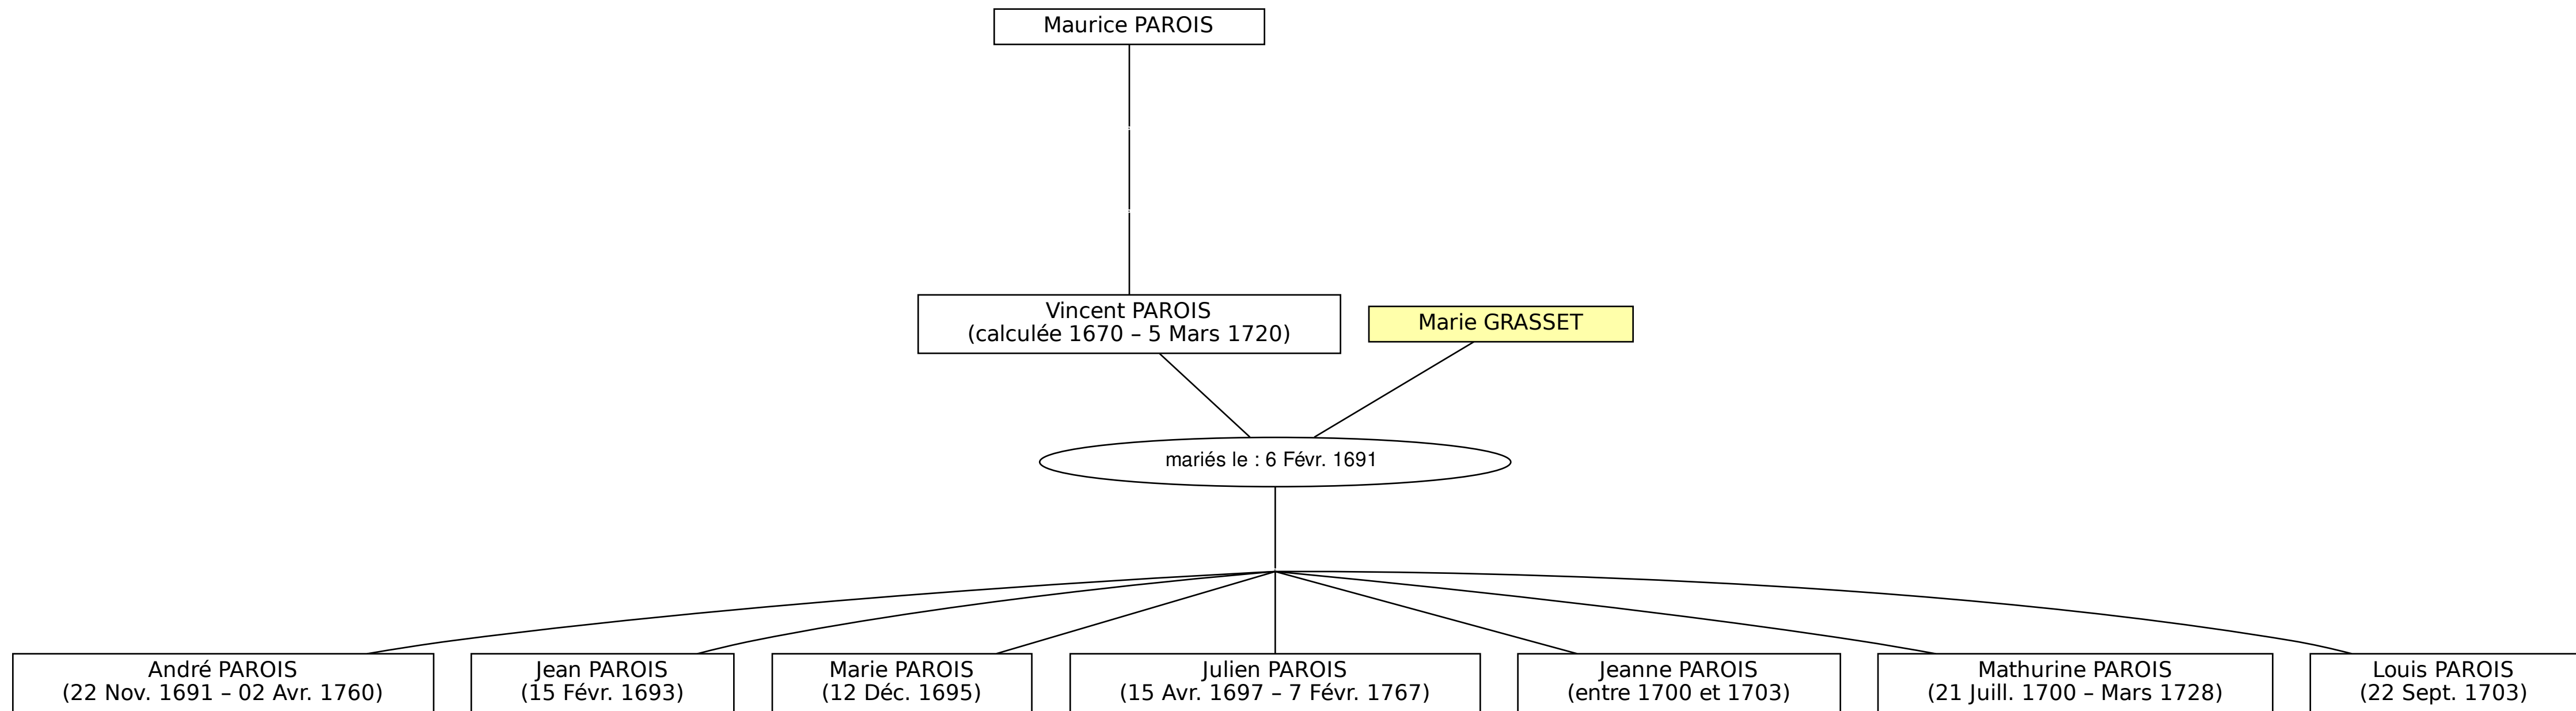 Maurice PAROIS
Vincent PAROIS
(calculée 1670 – 5 Mars 1720)
Marie GRASSET
mariés le : 6 Févr. 1691
André PAROIS
(22 Nov. 1691 – 02 Avr. 1760)
Jean PAROIS
(15 Févr. 1693)
Marie PAROIS
(12 Déc. 1695)
Julien PAROIS
(15 Avr. 1697 – 7 Févr. 1767)
Jeanne PAROIS
(entre 1700 et 1703)
Mathurine PAROIS
(21 Juill. 1700 – Mars 1728)
Louis PAROIS
(22 Sept. 1703)